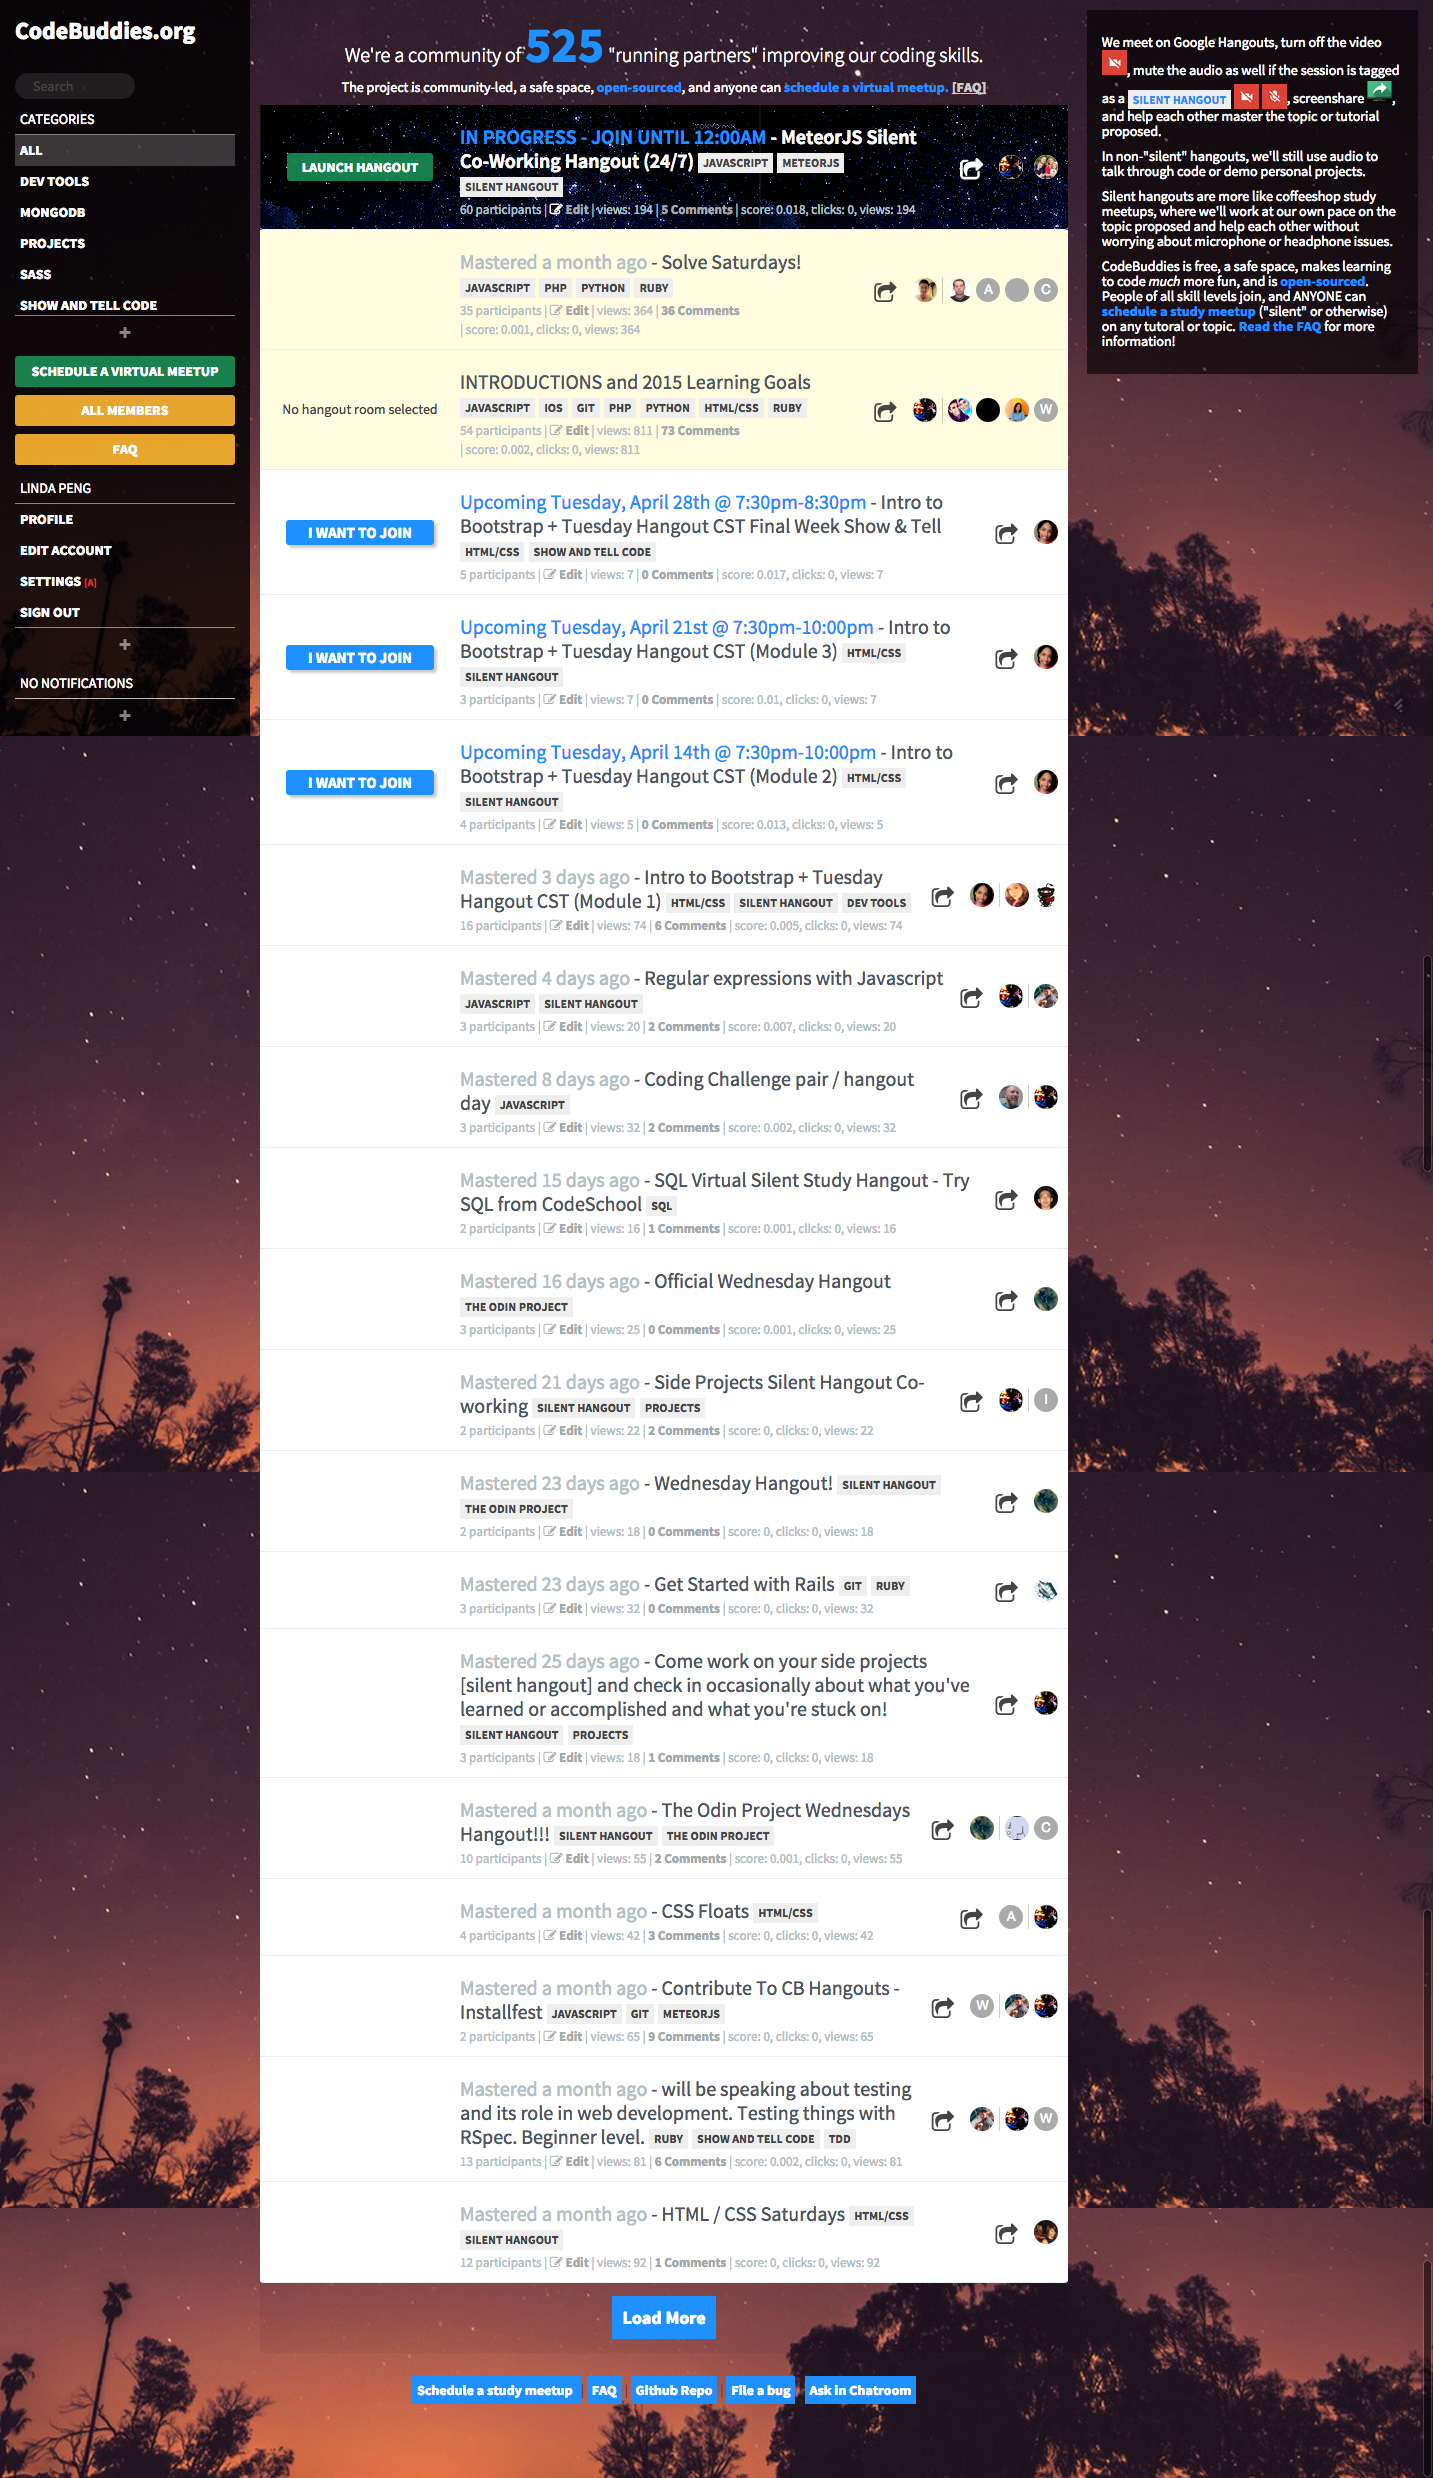 CodeBuddies.org
Search
CATEGORIES
ALL
DEV TOOLS
MONGODB
PROJECTS
SASS
SHOW AND TELL CODE
+
SCHEDULE A VIRTUAL MEETUP
ALL MEMBERS
FAQ
LINDA PENG
PROFILE
EDIT ACCOUNT
SETTINGS [A]
SIGN OUT
+
NO NOTIFICATIONS
+
We're a community of 525 "running partners" improving our coding skills.
The project is community-led, a safe space, open-sourced, and anyone can schedule a virtual meetup. [FAQ]
LAUNCH HANGOUT
IN PROGRESS - JOIN UNTIL 12:00AM - MeteorJS Silent
Co-Working Hangout (24/7) JAVASCRIPT METEORJS
SILENT HANGOUT
60 participants | Edit | views: 194 | 5 Comments | score: 0.018, clicks: 0, views: 194
Mastered a month ago - Solve Saturdays!
JAVASCRIPT PHP PYTHON RUBY
A C
35 participants | Edit | views: 364 | 36 Comments
| score: 0.001, clicks: 0, views: 364
INTRODUCTIONS and 2015 Learning Goals
No hangout room selected
JAVASCRIPT IOS GIT PHP PYTHON HTML/CSS RUBY
W
54 participants | Edit | views: 811 | 73 Comments
| score: 0.002, clicks: 0, views: 811
I WANT TO JOIN
Upcoming Tuesday, April 28th @ 7:30pm-8:30pm - Intro to
Bootstrap + Tuesday Hangout CST Final Week Show & Tell
HTML/CSS SHOW AND TELL CODE
5 participants | Edit | views: 7 | 0 Comments | score: 0.017, clicks: 0, views: 7
I WANT TO JOIN
Upcoming Tuesday, April 21st @ 7:30pm-10:00pm - Intro to
Bootstrap + Tuesday Hangout CST (Module 3) HTML/CSS
SILENT HANGOUT
3 participants | Edit | views: 7 | 0 Comments | score: 0.01, clicks: 0, views: 7
I WANT TO JOIN
Upcoming Tuesday, April 14th @ 7:30pm-10:00pm - Intro to
Bootstrap + Tuesday Hangout CST (Module 2) HTML/CSS
SILENT HANGOUT
4 participants | Edit | views: 5 | 0 Comments | score: 0.013, clicks: 0, views: 5
Mastered 3 days ago - Intro to Bootstrap + Tuesday
Hangout CST (Module 1) HTML/CSS SILENT HANGOUT DEV TOOLS
16 participants | Edit | views: 74 | 6 Comments | score: 0.005, clicks: 0, views: 74
Mastered 4 days ago - Regular expressions with Javascript
JAVASCRIPT SILENT HANGOUT
3 participants | Edit | views: 20 | 2 Comments | score: 0.007, clicks: 0, views: 20
Mastered 8 days ago - Coding Challenge pair / hangout
day JAVASCRIPT
3 participants | Edit | views: 32 | 2 Comments | score: 0.002, clicks: 0, views: 32
Mastered 15 days ago - SQL Virtual Silent Study Hangout - Try
SQL from CodeSchool SQL
2 participants | Edit | views: 16 | 1 Comments | score: 0.001, clicks: 0, views: 16
Mastered 16 days ago - Official Wednesday Hangout
THE ODIN PROJECT
3 participants | Edit | views: 25 | 0 Comments | score: 0.001, clicks: 0, views: 25
Mastered 21 days ago - Side Projects Silent Hangout Co-
working SILENT HANGOUT PROJECTS
I
2 participants | Edit | views: 22 | 2 Comments | score: 0, clicks: 0, views: 22
Mastered 23 days ago - Wednesday Hangout! SILENT HANGOUT
THE ODIN PROJECT
2 participants | Edit | views: 18 | 0 Comments | score: 0, clicks: 0, views: 18
Mastered 23 days ago - Get Started with Rails GIT RUBY
3 participants | Edit | views: 32 | 0 Comments | score: 0, clicks: 0, views: 32
Mastered 25 days ago - Come work on your side projects
[silent hangout] and check in occasionally about what you've
learned or accomplished and what you're stuck on!
SILENT HANGOUT PROJECTS
3 participants | Edit | views: 18 | 1 Comments | score: 0, clicks: 0, views: 18
Mastered a month ago - The Odin Project Wednesdays
Hangout!!! SILENT HANGOUT THE ODIN PROJECT
C
10 participants | Edit | views: 55 | 2 Comments | score: 0.001, clicks: 0, views: 55
Mastered a month ago - CSS Floats HTML/CSS
A
4 participants | Edit | views: 42 | 3 Comments | score: 0, clicks: 0, views: 42
Mastered a month ago - Contribute To CB Hangouts -
Installfest JAVASCRIPT GIT METEORJS
W
2 participants | Edit | views: 65 | 9 Comments | score: 0, clicks: 0, views: 65
Mastered a month ago - will be speaking about testing
and its role in web development. Testing things with
RSpec. Beginner level. RUBY SHOW AND TELL CODE TDD
W
13 participants | Edit | views: 81 | 6 Comments | score: 0.002, clicks: 0, views: 81
Mastered a month ago - HTML / CSS Saturdays HTML/CSS
SILENT HANGOUT
12 participants | Edit | views: 92 | 1 Comments | score: 0, clicks: 0, views: 92
Load More
Schedule a study meetup | FAQ | Github Repo | File a bug | Ask in Chatroom
We meet on Google Hangouts, turn off the video
, mute the audio as well if the session is tagged
as a SILENT HANGOUT , screenshare ,
and help each other master the topic or tutorial
proposed.
In non-"silent" hangouts, we'll still use audio to
talk through code or demo personal projects.
Silent hangouts are more like coffeeshop study
meetups, where we'll work at our own pace on the
topic proposed and help each other without
worrying about microphone or headphone issues.
CodeBuddies is free, a safe space, makes learning
to code much more fun, and is open-sourced.
People of all skill levels join, and ANYONE can
schedule a study meetup ("silent" or otherwise)
on any tutoral or topic. Read the FAQ for more
information!